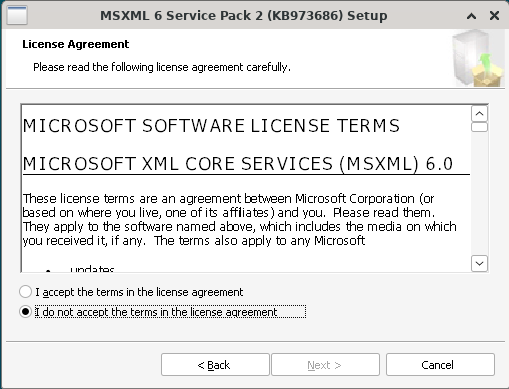 MSXML 6 Service Pack 2 (KB973686) Setup
License Agreement
Please read the following license agreement carefully.
MICROSOFT SOFTWARE LICENSE TERMS
MICROSOFT XML CORE SERVICES (MSXML) 6.0
These license terms are an agreement between Microsoft Corporation (or
based on where you live, one of its affiliates) and you. Please read them.
They apply to the software named above, which includes the media on which
you received it, if any. The terms also apply to any Microsoft
• updates
I accept the terms in the license agreement
I do not accept the terms in the license agreement
< Back
Next >
Cancel